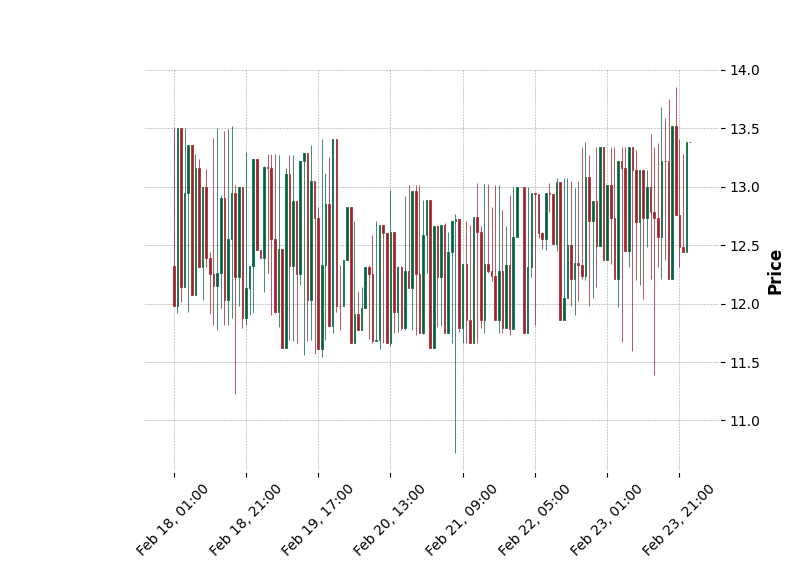 14.0
13.5
13.0
12.5
12.0
11.5
11.0
Price
Feb 18, 01:00
Feb 18, 21:00
Feb 19, 17:00
Feb 20, 13:00
Feb 21, 09:00
Feb 22, 05:00
Feb 23, 01:00
Feb 23, 21:00